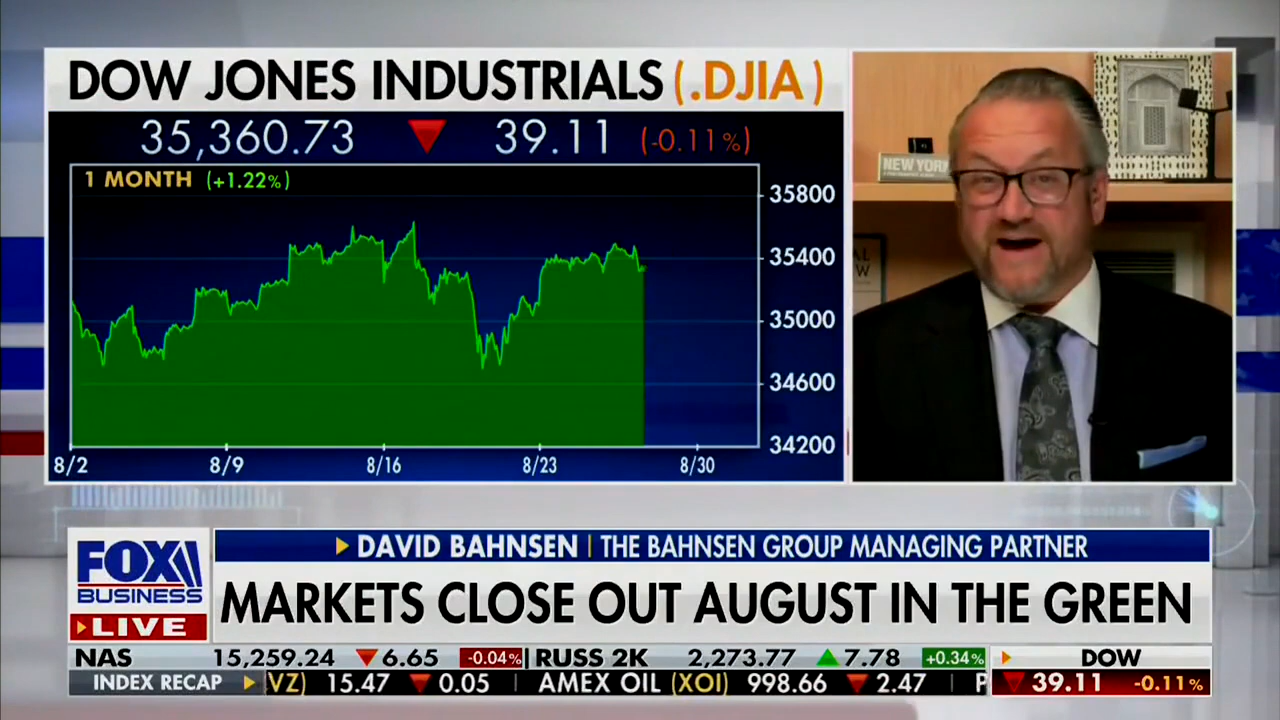 DOW JONES INDUSTRIALS (.DJIA)
35,360.73 ▼ 39.11 (-0.11%)
1 MONTH (+1.22%)
35800
35400
35000
34600
34200
8/2 8/9 8/16 8/23 8/30
NEW YORK
DAVID BAHNSEN | THE BAHNSEN GROUP MANAGING PARTNER
FOX
BUSINESS
LIVE
MARKETS CLOSE OUT AUGUST IN THE GREEN
NAS 15,259.24 ▼6.65 -0.04% RUSS 2K 2,273.77 ▲7.78 +0.34% DOW
INDEX RECAP VZ) 15.47 ▼ 0.05 | AMEX OIL (XOI) 998.66 ▼ 2.47 | P ▼39.11 -0.11%